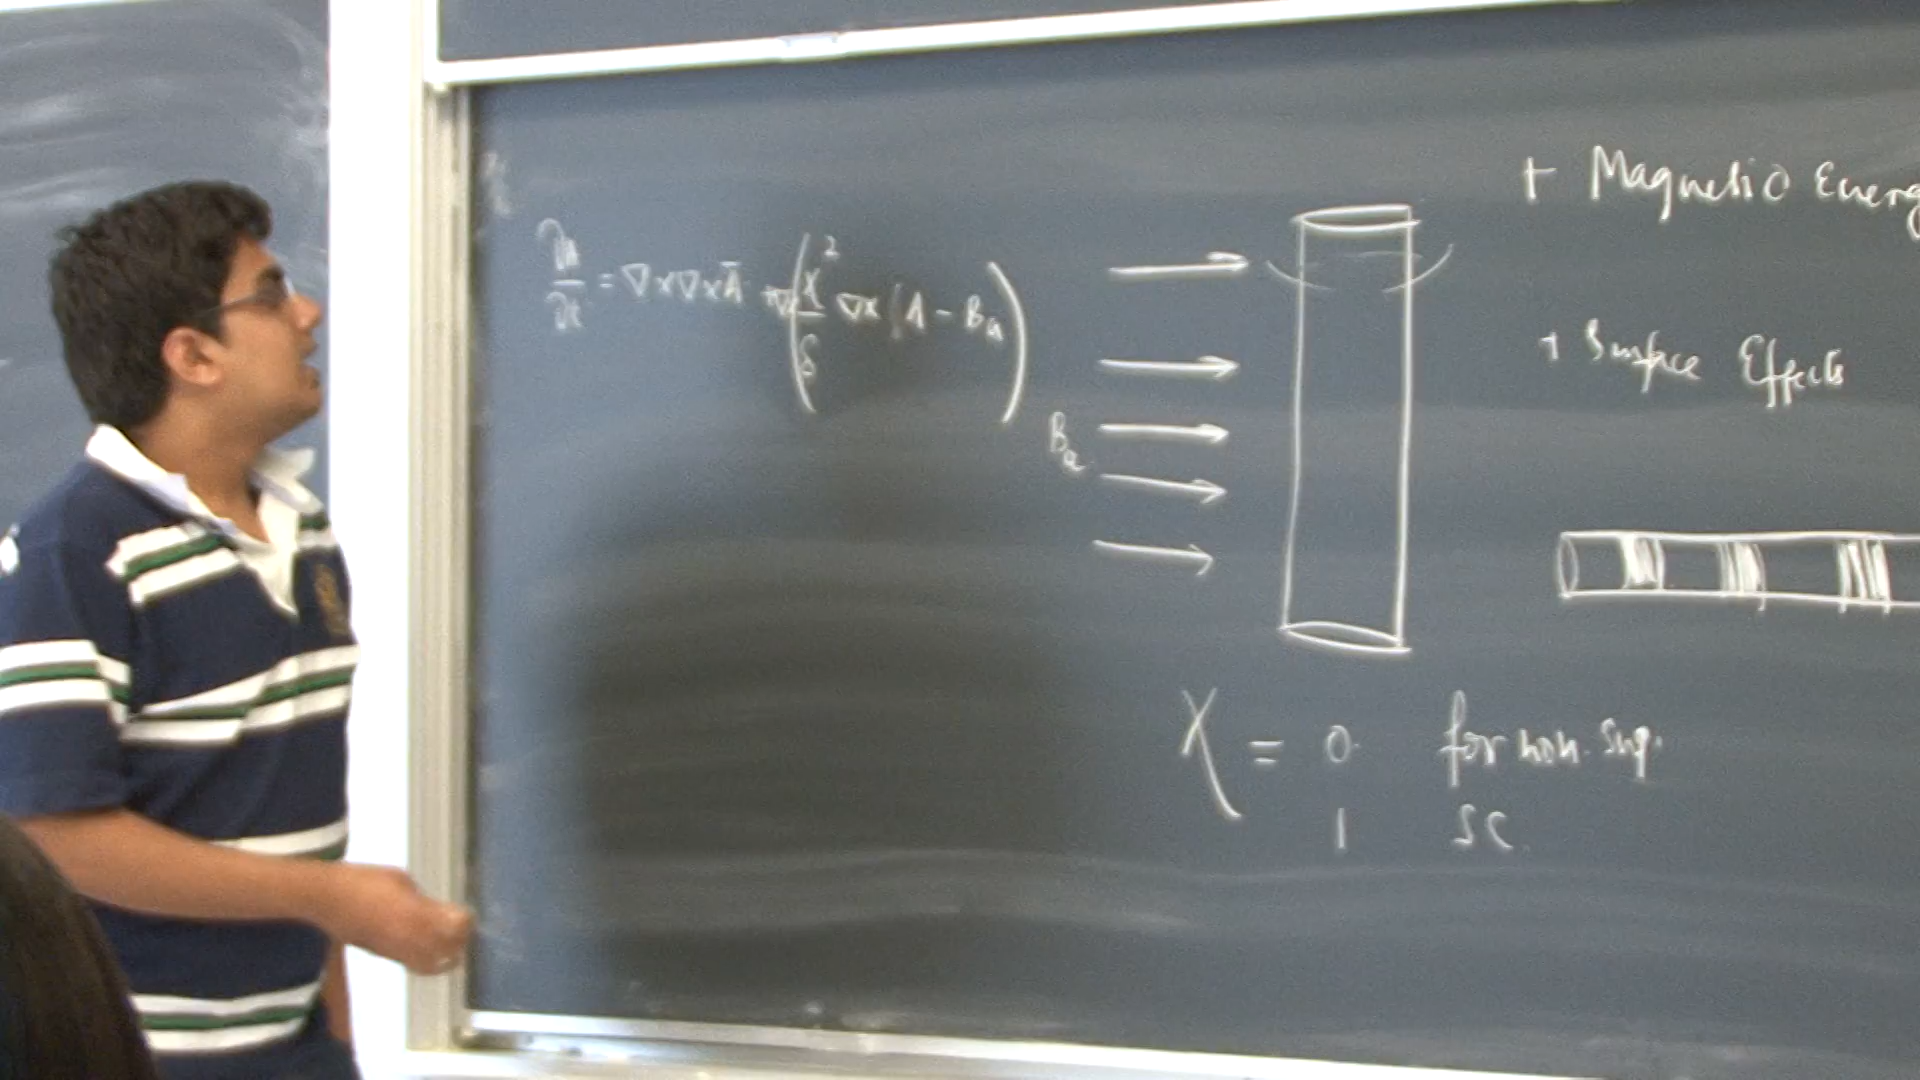 ∂A/∂t = ∇×∇×Ā + ∇×(χ²/δ ∇×(A − Bₐ)
Bₐ
+ Magnetic Energ
+ Surface Effects
χ = 0 for non. sup.
1 SC